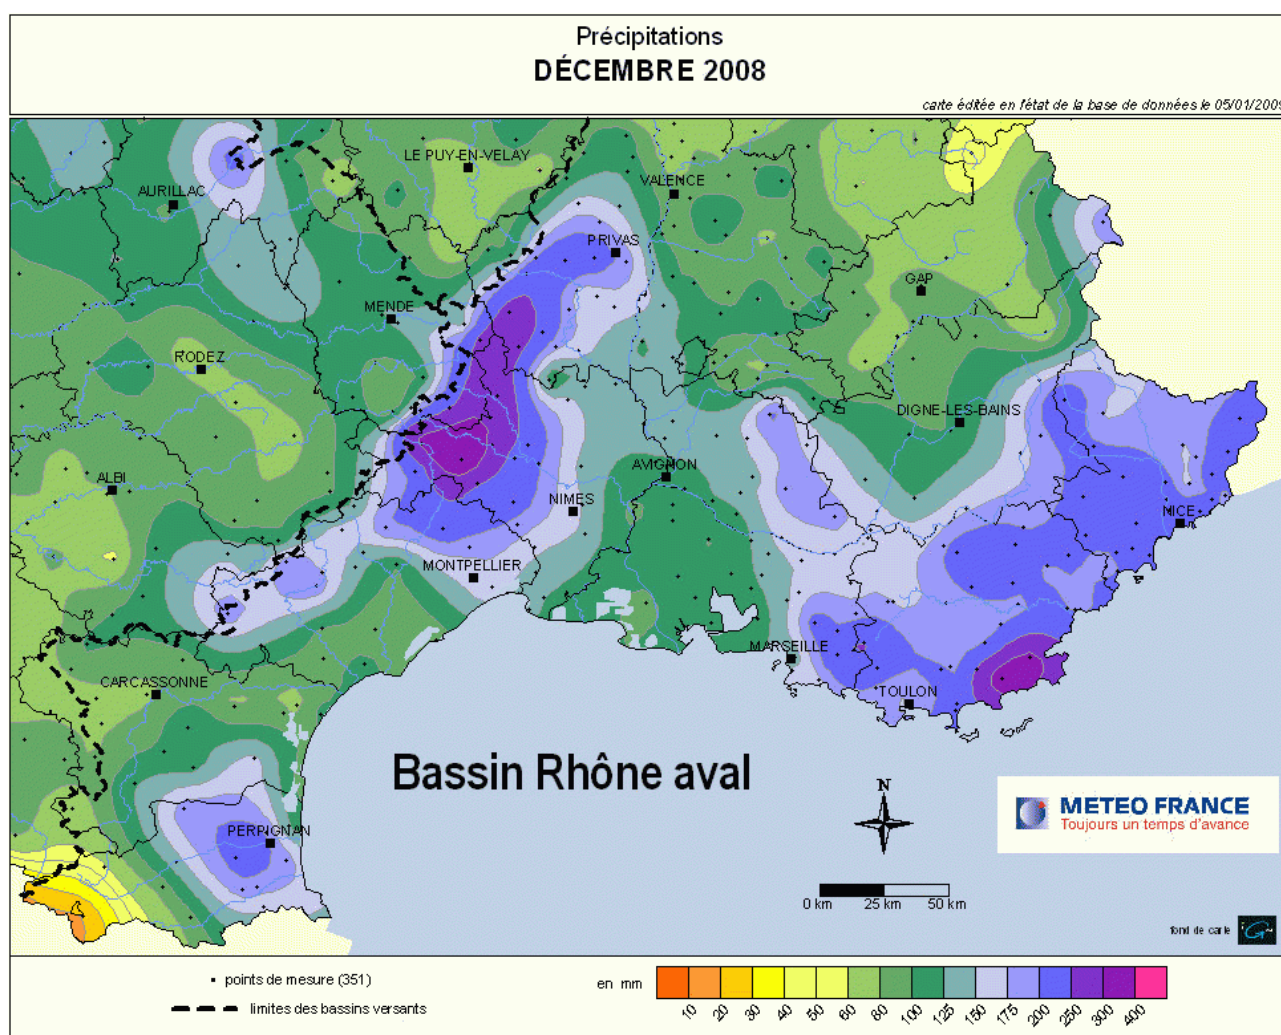 Précipitations
DÉCEMBRE 2008
carte éditée en l'état de la base de données le 05/01/2009
LE PUY-EN-VELAY
AURILLAC
VALENCE
PRIVAS
GAP
MENDE
RODEZ
DIGNE-LES-BAINS
ALBI
AVIGNON
NIMES
NICE
MONTPELLIER
MARSEILLE
CARCASSONNE
TOULON
Bassin Rhône aval
N
METEO FRANCE
Toujours un temps d'avance
PERPIGNAN
0 km 25 km 50 km
fond de carte
points de mesure (351)
limites des bassins versants
en mm
10 20 30 40 50 60 80 100 125 150 175 200 250 300 400